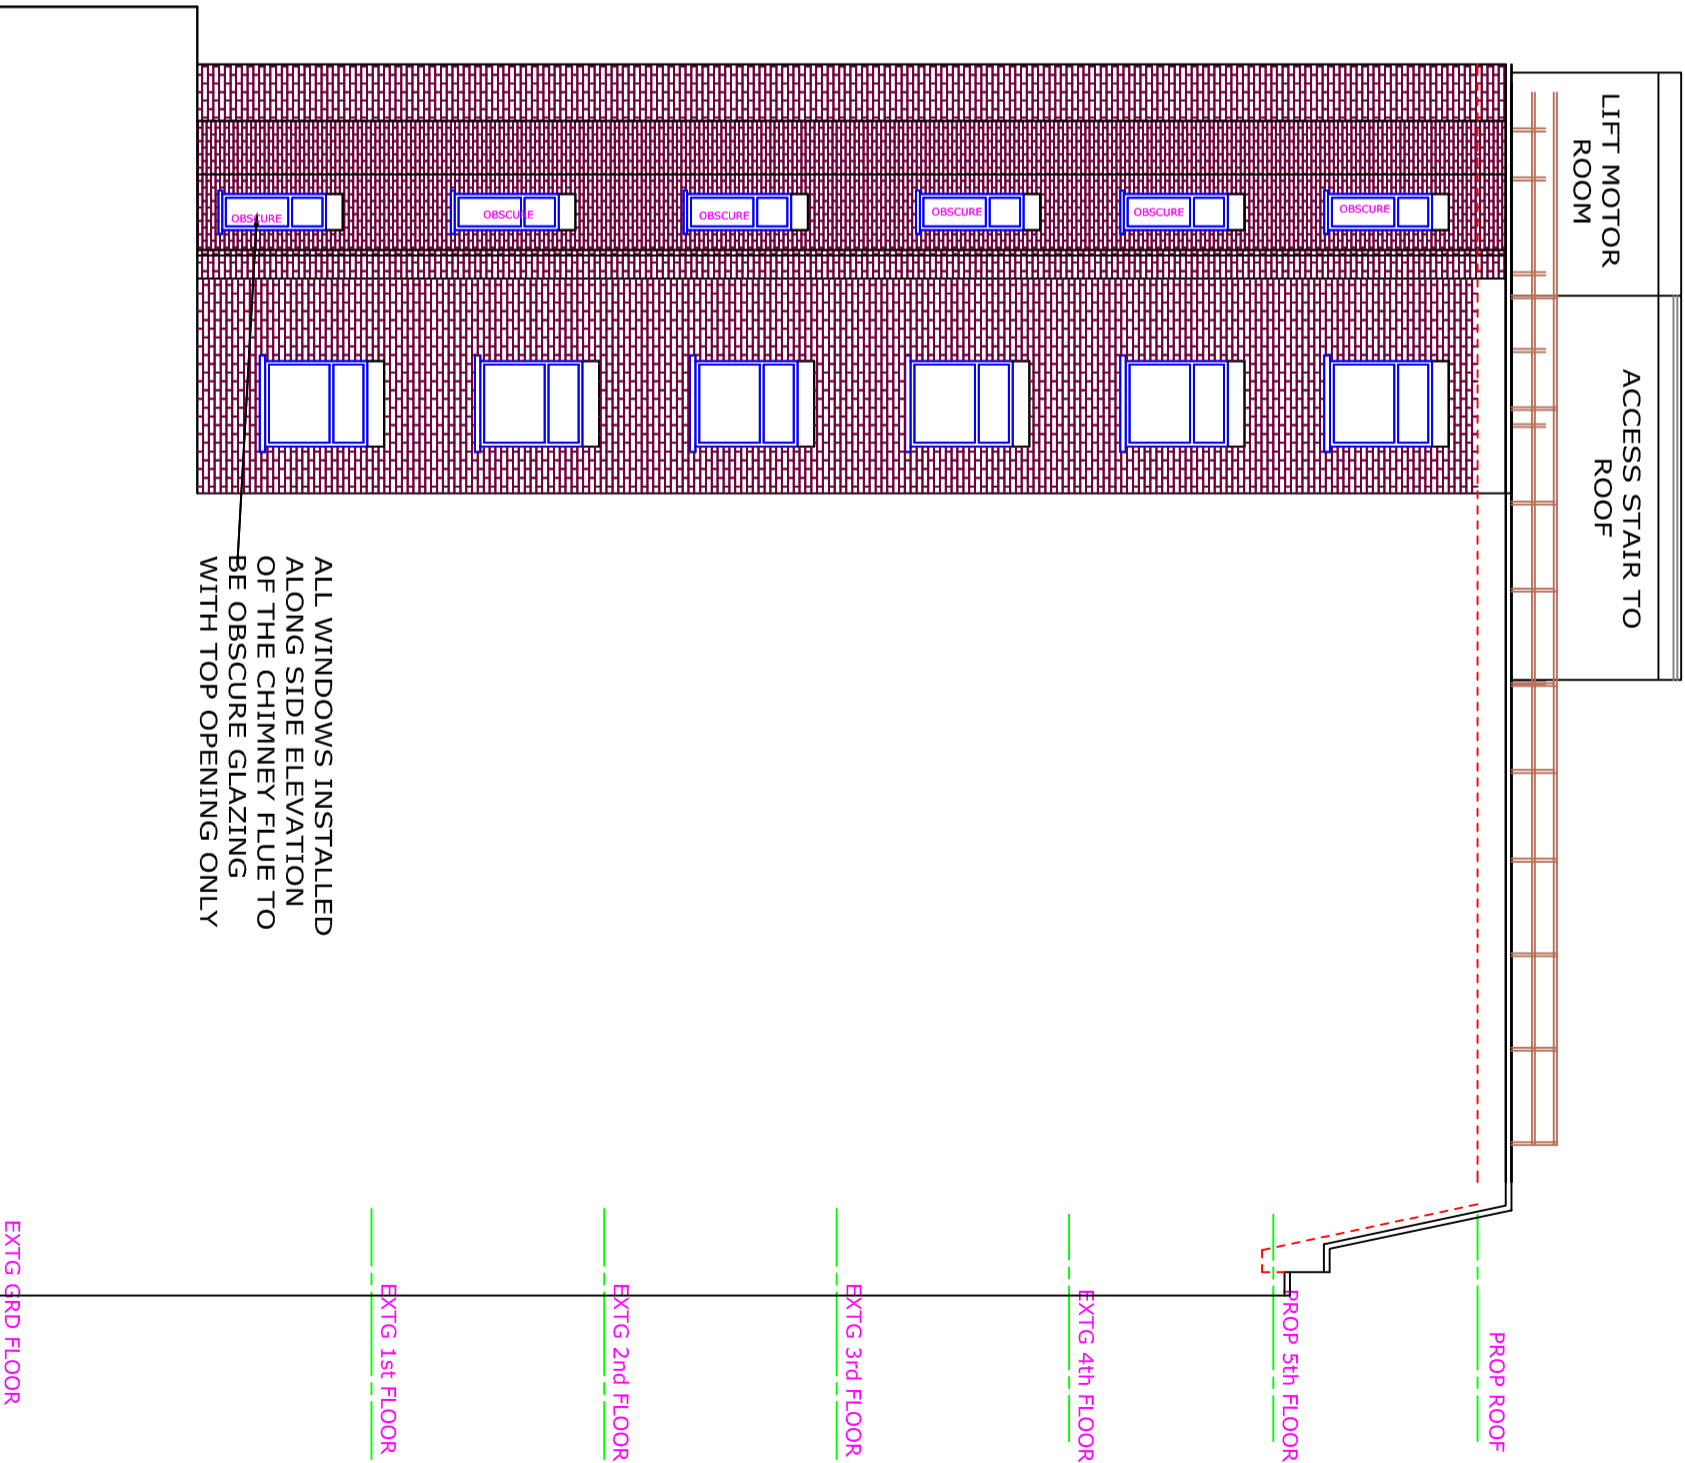 LIFT MOTOR
ROOM
ACCESS STAIR TO
ROOF
OBSCURE
OBSCURE
OBSCURE
OBSCURE
OBSCURE
OBSCURE
ALL WINDOWS INSTALLED
ALONG SIDE ELEVATION
OF THE CHIMNEY FLUE TO
BE OBSCURE GLAZING
WITH TOP OPENING ONLY
PROP ROOF
PROP 5th FLOOR
EXTG 4th FLOOR
EXTG 3rd FLOOR
EXTG 2nd FLOOR
EXTG 1st FLOOR
EXTG GRD FLOOR